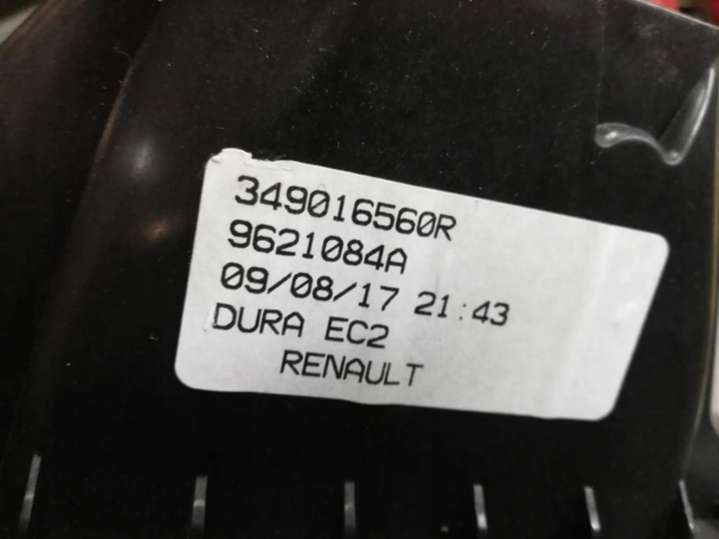 349016560R
9621084A
09/08/17 21:43
DURA EC2
RENAULT